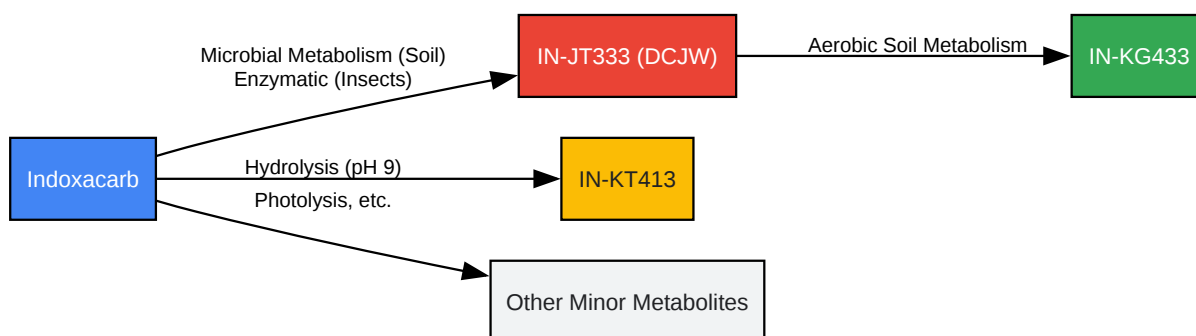 Microbial Metabolism (Soil)
Enzymatic (Insects)
IN-JT333 (DCJW)
Aerobic Soil Metabolism
IN-KG433
Indoxacarb
Hydrolysis (pH 9)
IN-KT413
Photolysis, etc.
Other Minor Metabolites